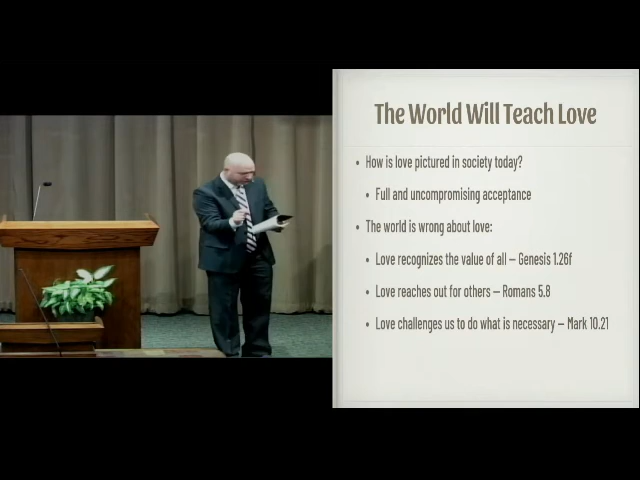 The World Will Teach Love
• How is love pictured in society today?
• Full and uncompromising acceptance
• The world is wrong about love:
• Love recognizes the value of all – Genesis 1.26f
• Love reaches out for others – Romans 5.8
• Love challenges us to do what is necessary – Mark 10.21